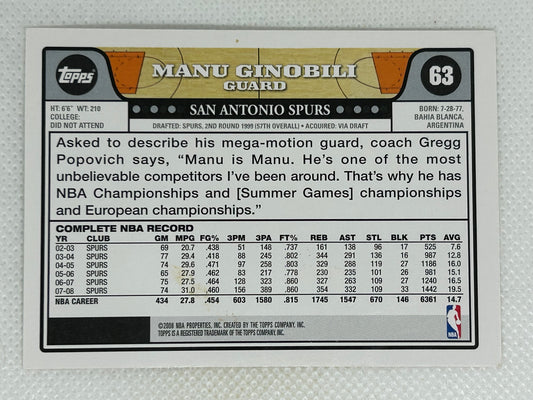 Topps
MANU GINOBILI
GUARD
63
HT: 6'6" WT: 210
COLLEGE:
DID NOT ATTEND
SAN ANTONIO SPURS
BORN: 7-28-77,
BAHIA BLANCA,
ARGENTINA
DRAFTED: SPURS, 2ND ROUND 1999 (57TH OVERALL) • ACQUIRED: VIA DRAFT
Asked to describe his mega-motion guard, coach Gregg
Popovich says, “Manu is Manu. He’s one of the most
unbelievable competitors I’ve been around. That’s why he has
NBA Championships and [Summer Games] championships
and European championships.”
COMPLETE NBA RECORD
YR CLUB GM MPG FG% 3PM 3PA FT% REB AST STL BLK PTS AVG
02-03 SPURS 69 20.7 .438 51 148 .737 161 138 96 17 525 7.6
03-04 SPURS 77 29.4 .418 88 245 .802 344 291 136 16 987 12.8
04-05 SPURS 74 29.6 .471 97 258 .803 329 288 119 27 1186 16.0
05-06 SPURS 65 27.9 .462 83 217 .778 230 235 101 26 981 15.1
06-07 SPURS 75 27.5 .464 128 323 .860 327 262 109 27 1240 16.5
07-08 SPURS 74 31.0 .460 156 389 .860 354 332 109 33 1442 19.5
NBA CAREER 434 27.8 .454 603 1580 .815 1745 1547 670 146 6361 14.7
©2008 NBA PROPERTIES, INC. CREATED BY THE TOPPS COMPANY, INC.
TOPPS IS A REGISTERED TRADEMARK OF THE TOPPS COMPANY, INC.
NBA